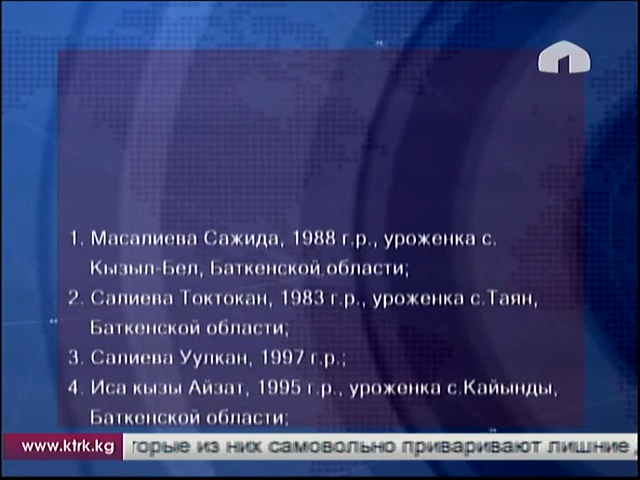 1. Масалиева Сажида, 1988 г.р., уроженка с.
Кызыл-Бел, Баткенской области;
2. Салиева Токтокан, 1983 г.р., уроженка с.Таян,
Баткенской области;
3. Салиева Уулкан, 1997 г.р.;
4. Иса кызы Айзат, 1995 г.р., уроженка с.Кайынды,
Баткенской области;
www.ktrk.kg торые из них самовольно приваривают лишние